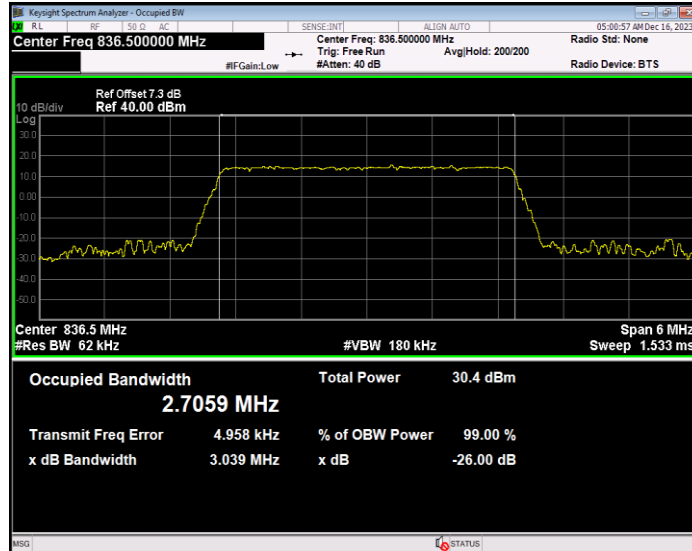 Keysight Spectrum Analyzer - Occupied BW
RL RF 50 Ω AC SENSE:INT ALIGN AUTO 05:00:57 AM Dec 16, 2023
Center Freq 836.500000 MHz
Center Freq: 836.500000 MHz
Radio Std: None
Trig: Free Run Avg|Hold: 200/200
#IFGain:Low #Atten: 40 dB Radio Device: BTS
Ref Offset 7.3 dB
10 dB/div Ref 40.00 dBm
Log
30.0
20.0
10.0
0.00
-10.0
-20.0
-30.0
-40.0
-50.0
Center 836.5 MHz Span 6 MHz
#Res BW 62 kHz #VBW 180 kHz Sweep 1.533 ms
Occupied Bandwidth Total Power 30.4 dBm
2.7059 MHz
Transmit Freq Error 4.958 kHz % of OBW Power 99.00 %
x dB Bandwidth 3.039 MHz x dB -26.00 dB
MSG STATUS